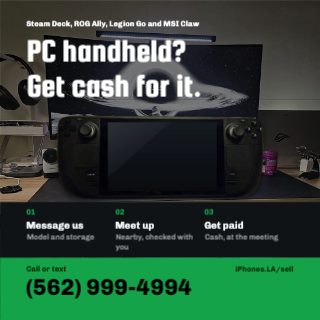 Steam Deck, ROG Ally, Legion Go and MSI Claw
PC handheld?
Get cash for it.
01
Message us
Model and storage
02
Meet up
Nearby, checked with
you
03
Get paid
Cash, at the meeting
Call or text
(562) 999-4994
iPhones.LA/sell